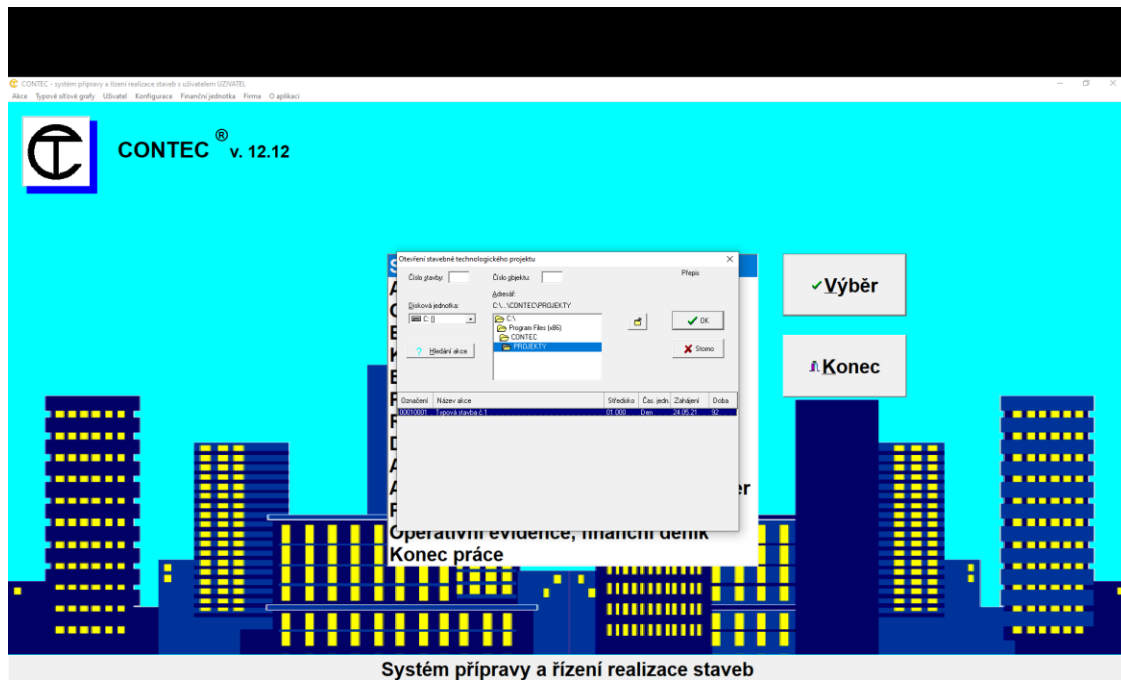 CONTEC - systém přípravy a řízení realizace staveb s uživatelem UZIVATEL
Akce Typové síťové grafy Uživatel Konfigurace Finanční jednotka Firma O aplikaci
CONTEC ® v. 12.12
Otevření stavebně technologického projektu
Číslo stavby: Číslo objektu: Přepis
Adresář:
Disková jednotka: C:\...\CONTEC\PROJEKTY
C: [] C:\ OK
Program Files (x86)
CONTEC
Hledání akce PROJEKTY Storno
Označení Název akce Středisko Čas. jedn. Zahájení Doba
00010001 Typová stavba č.1 01.000 Den 24.05.21 92
Výběr
Konec
Operativní evidence, finanční deník
Konec práce
Systém přípravy a řízení realizace staveb